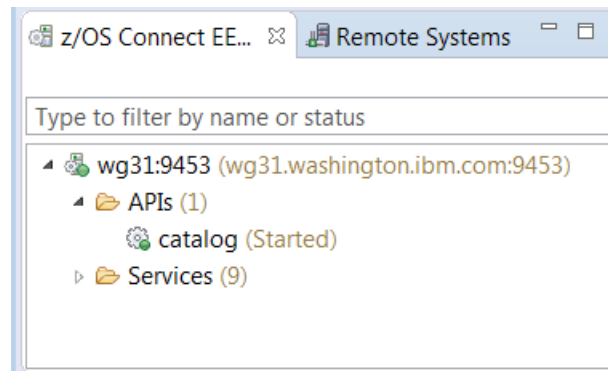 z/OS Connect EE... Remote Systems
Type to filter by name or status
wg31:9453 (wg31.washington.ibm.com:9453)
APIs (1)
catalog (Started)
Services (9)